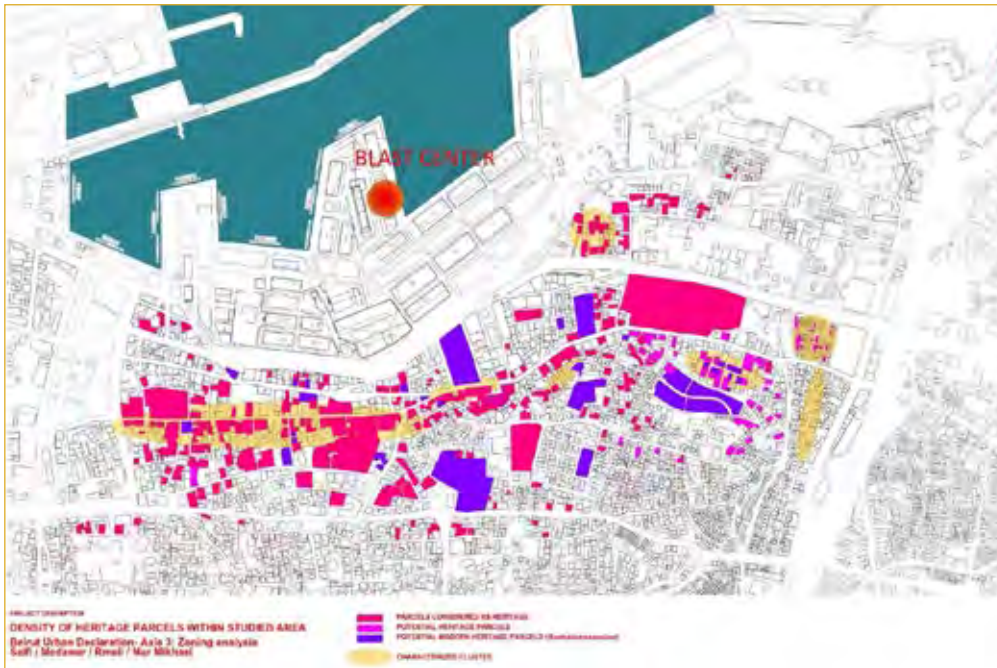 BLAST CENTER
PROJECT DESCRIPTION
DENSITY OF HERITAGE PARCELS WITHIN STUDIED AREA
Beirut Urban Declaration- Axis 3: Zoning analysis
Saifi / Medawar / Rmeil / Mar Mikhael
PARCELS CONSIDERED AS HERITAGE
POTENTIAL HERITAGE PARCELS
POTENTIAL MODERN HERITAGE PARCELS
CHARACTERIZED CLUSTER